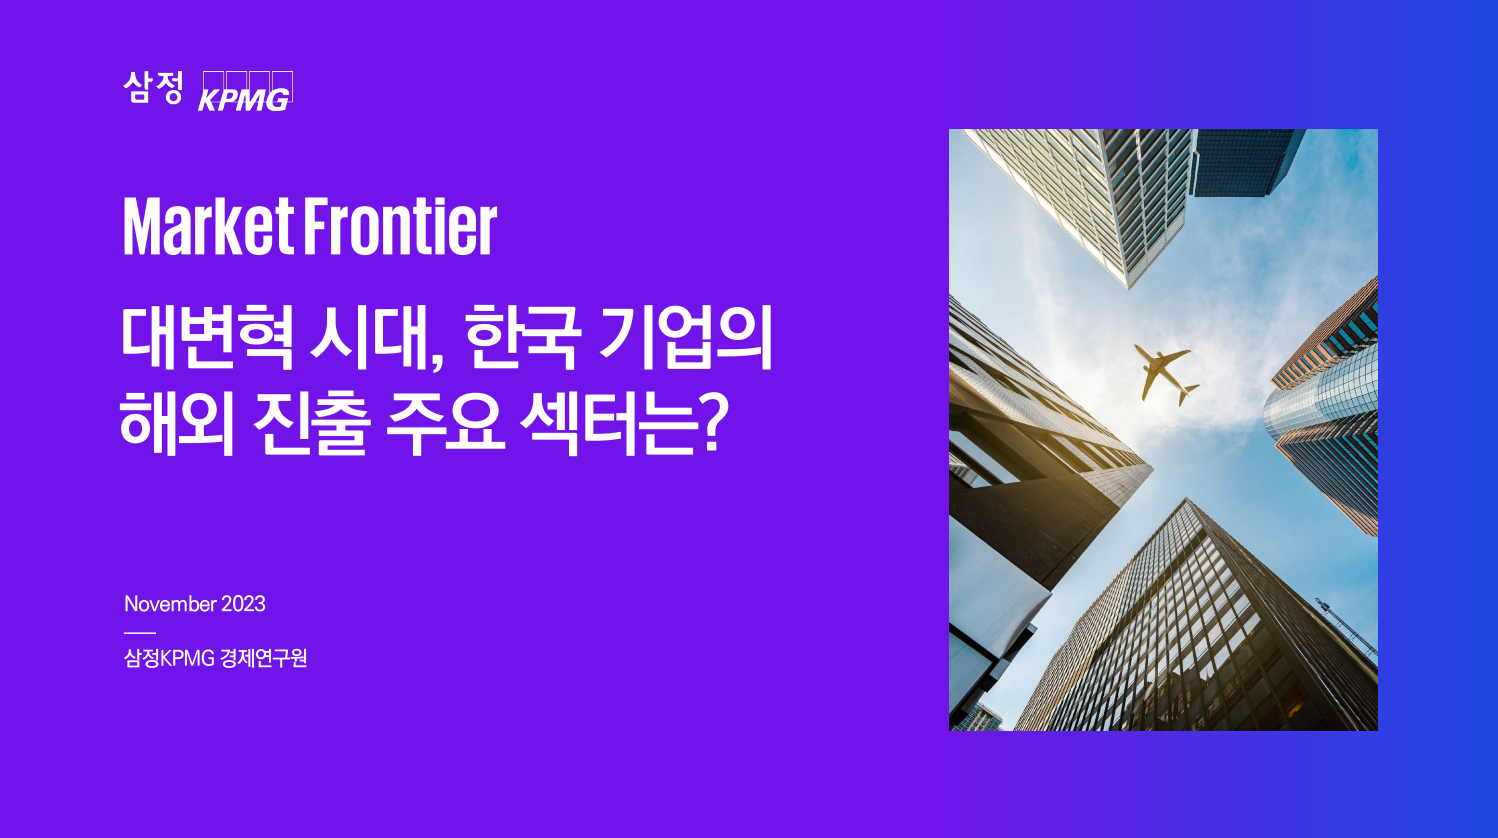 삼정 KPMG
Market Frontier
대변혁 시대, 한국 기업의
해외 진출 주요 섹터는?
November 2023
삼정KPMG 경제연구원